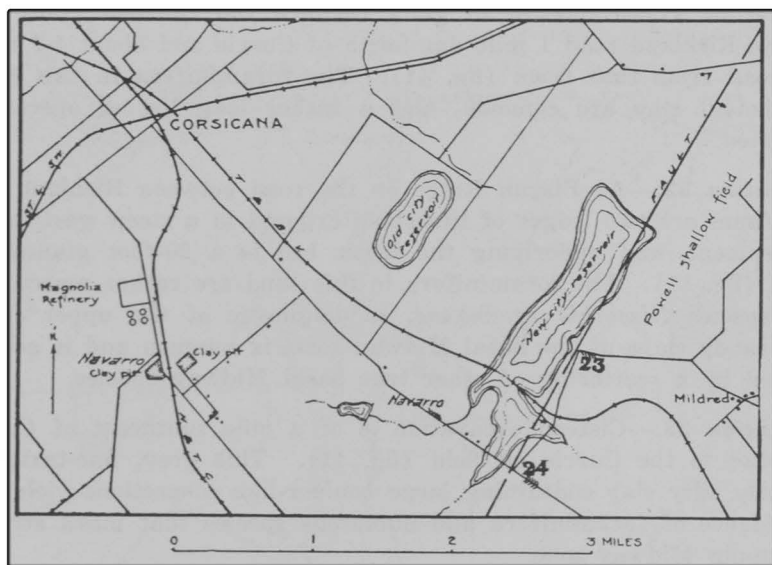 CORSICANA
ST. L. S.W.
T. & B. V.
Old city
reservoir
FAULT
Powell shallow field
New city reservoir
Magnolia
Refinery
Navarro
Clay pit
Clay pit
Navarro
23
Mildred
24
0 1 2 3 MILES